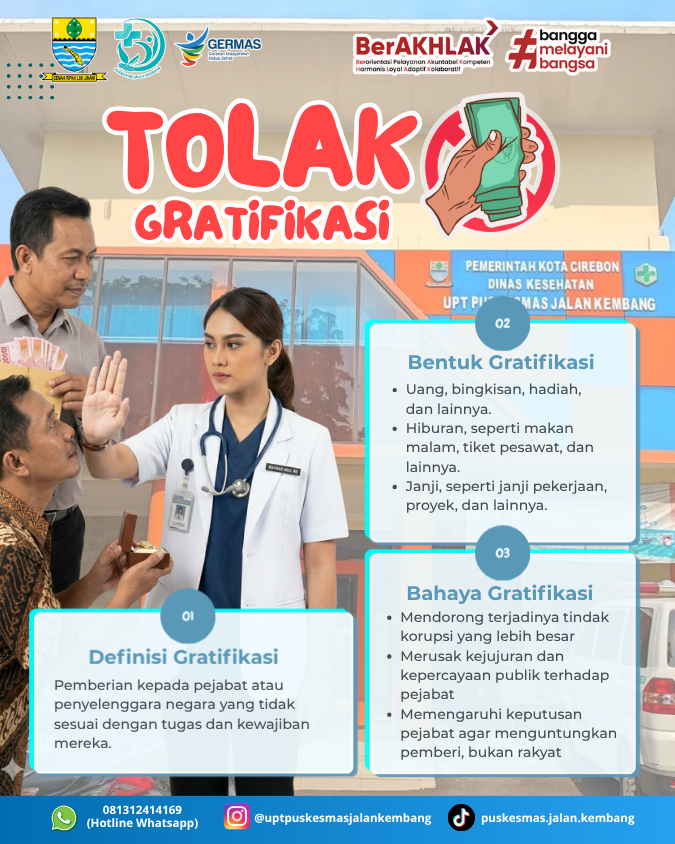 GERMAS
Gerakan Masyarakat
Hidup Sehat
BerAKHLAK
Berorientasi Pelayanan Akuntabel Kompeten
Harmonis Loyal Adaptif Kolaboratif
#bangga
melayani
bangsa
TOLAK
GRATIFIKASI
PEMERINTAH KOTA CIREBON
DINAS KESEHATAN
UPT PUSKESMAS JALAN KEMBANG
02
Bentuk Gratifikasi
• Uang, bingkisan, hadiah,
dan lainnya.
• Hiburan, seperti makan
malam, tiket pesawat, dan
lainnya.
• Janji, seperti janji pekerjaan,
proyek, dan lainnya.
03
Bahaya Gratifikasi
• Mendorong terjadinya tindak
korupsi yang lebih besar
• Merusak kejujuran dan
kepercayaan publik terhadap
pejabat
• Memengaruhi keputusan
pejabat agar menguntungkan
pemberi, bukan rakyat
01
Definisi Gratifikasi
Pemberian kepada pejabat atau
penyelenggara negara yang tidak
sesuai dengan tugas dan kewajiban
mereka.
081312414169
(Hotline Whatsapp)
@uptpuskesmasjalankembang
puskesmas.jalan.kembang